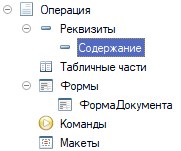 Операция
Реквизиты
Содержание
Табличные части
Формы
ФормаДокумента
Команды
Макеты